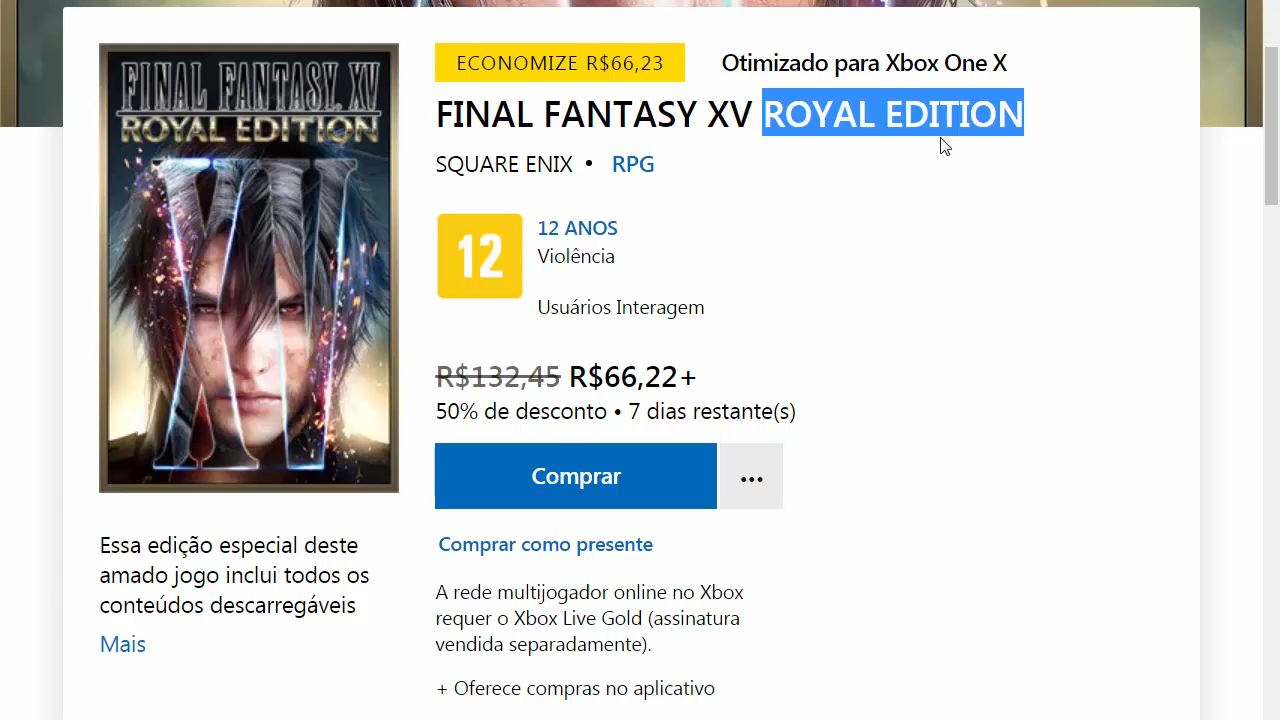 FINAL FANTASY XV
ROYAL EDITION
XV
ECONOMIZE R$66,23
Otimizado para Xbox One X
FINAL FANTASY XV ROYAL EDITION
SQUARE ENIX • RPG
12
12 ANOS
Violência
Usuários Interagem
R$132,45 R$66,22+
50% de desconto • 7 dias restante(s)
Comprar
...
Comprar como presente
A rede multijogador online no Xbox
requer o Xbox Live Gold (assinatura
vendida separadamente).
+ Oferece compras no aplicativo
Essa edição especial deste
amado jogo inclui todos os
conteúdos descarregáveis
Mais